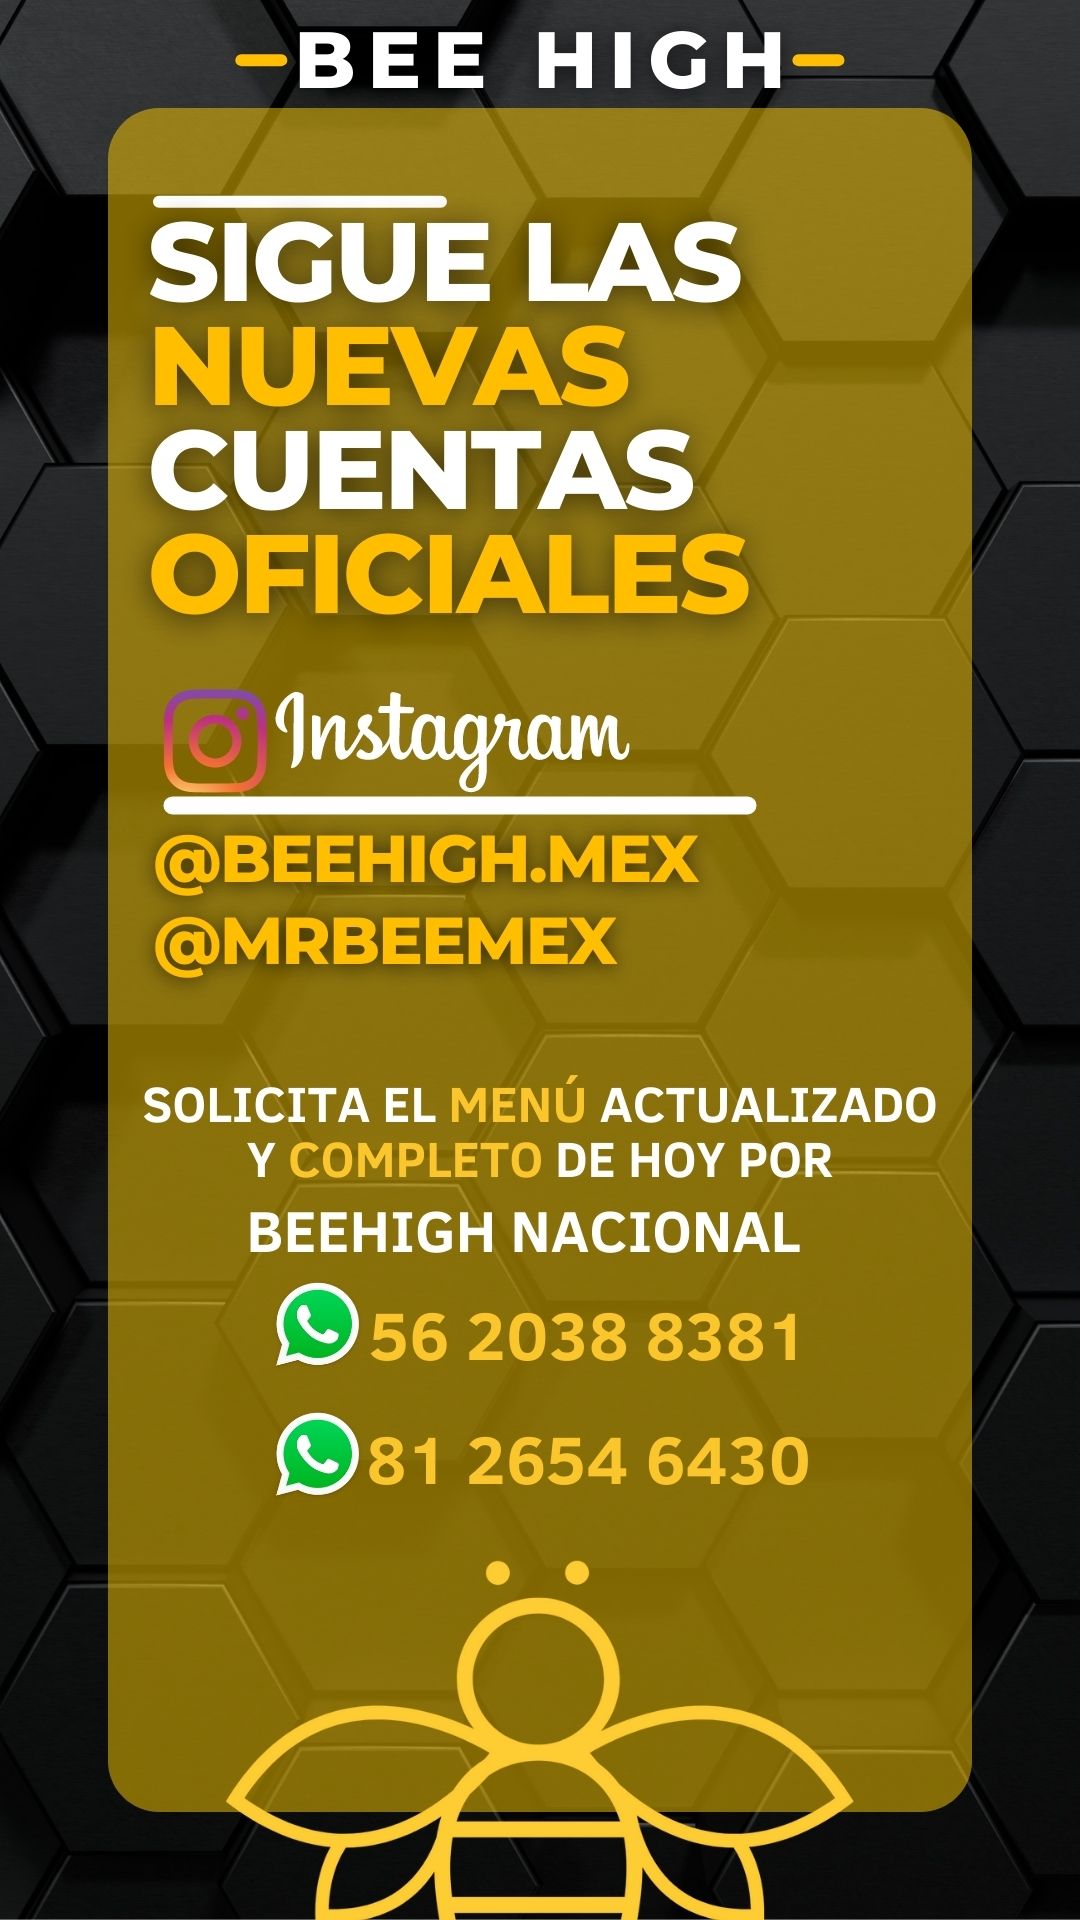 BEE HIGH
SIGUE LAS
NUEVAS
CUENTAS
OFICIALES
Instagram
@BEEHIGH.MEX
@MRBEEMEX
SOLICITA EL MENÚ ACTUALIZADO
Y COMPLETO DE HOY POR
BEEHIGH NACIONAL
56 2038 8381
81 2654 6430